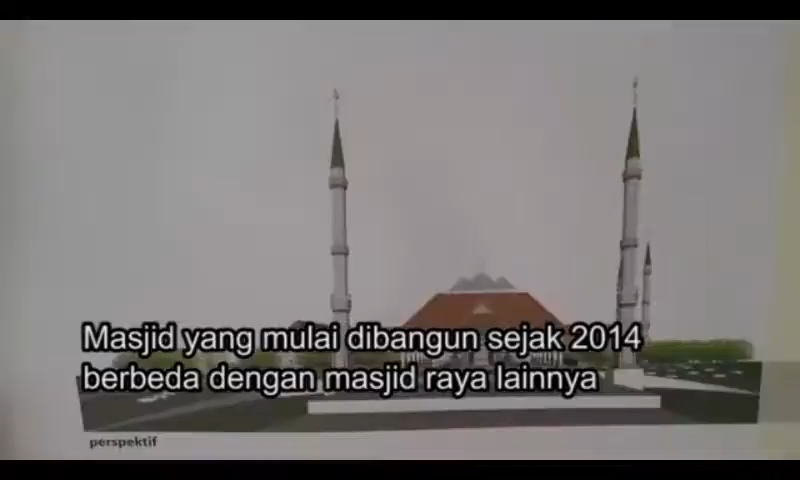 Masjid yang mulai dibangun sejak 2014
berbeda dengan masjid raya lainnya
perspektif